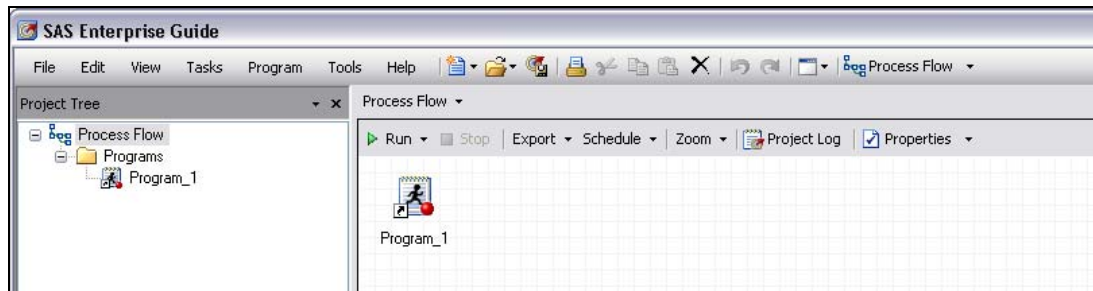 SAS Enterprise Guide
File Edit View Tasks Program Tools Help Process Flow
Project Tree
Process Flow
Process Flow
Programs
Program_1
Run Stop Export Schedule Zoom Project Log Properties
Program_1